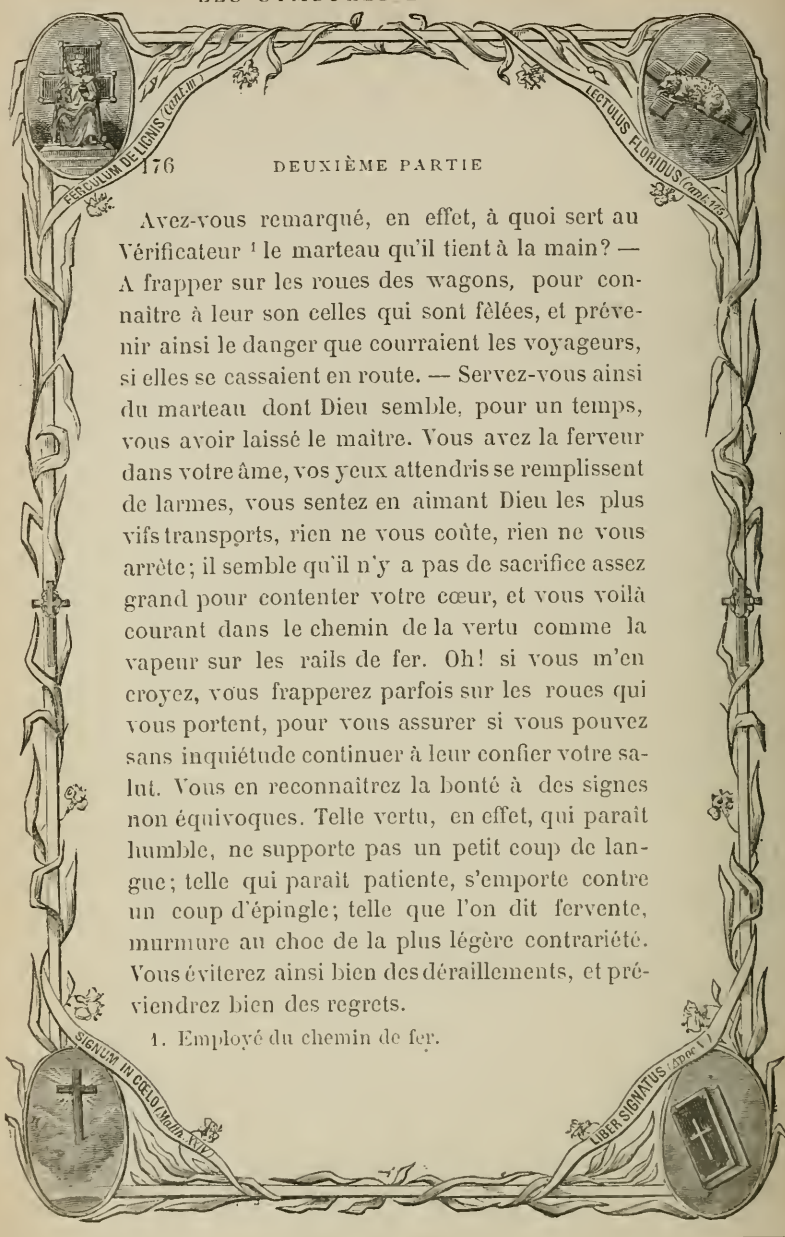 FERCULUM DE LIGNIS (Cant. III)
LECTULUS FLORIDUS (Cant. 1.15)
176 DEUXIÈME PARTIE
Avez-vous remarqué, en effet, à quoi sert au
Vérificateur ¹ le marteau qu'il tient à la main? —
A frapper sur les roues des wagons, pour con-
naître à leur son celles qui sont fêlées, et préve-
nir ainsi le danger que courraient les voyageurs,
si elles se cassaient en route. — Servez-vous ainsi
du marteau dont Dieu semble, pour un temps,
vous avoir laissé le maître. Vous avez la ferveur
dans votre âme, vos yeux attendris se remplissent
de larmes, vous sentez en aimant Dieu les plus
vifs transports, rien ne vous coûte, rien ne vous
arrête; il semble qu'il n'y a pas de sacrifice assez
grand pour contenter votre cœur, et vous voilà
courant dans le chemin de la vertu comme la
vapeur sur les rails de fer. Oh! si vous m'en
croyez, vous frapperez parfois sur les roues qui
vous portent, pour vous assurer si vous pouvez
sans inquiétude continuer à leur confier votre sa-
lut. Vous en reconnaîtrez la bonté à des signes
non équivoques. Telle vertu, en effet, qui paraît
humble, ne supporte pas un petit coup de lan-
gue; telle qui paraît patiente, s'emporte contre
un coup d'épingle; telle que l'on dit fervente,
murmure au choc de la plus légère contrariété.
Vous éviterez ainsi bien des déraillements, et pré-
viendrez bien des regrets.
1. Employé du chemin de fer.
SIGNUM IN CŒLO (Matth. XXIV)
LIBER SIGNATUS (Apoc V)